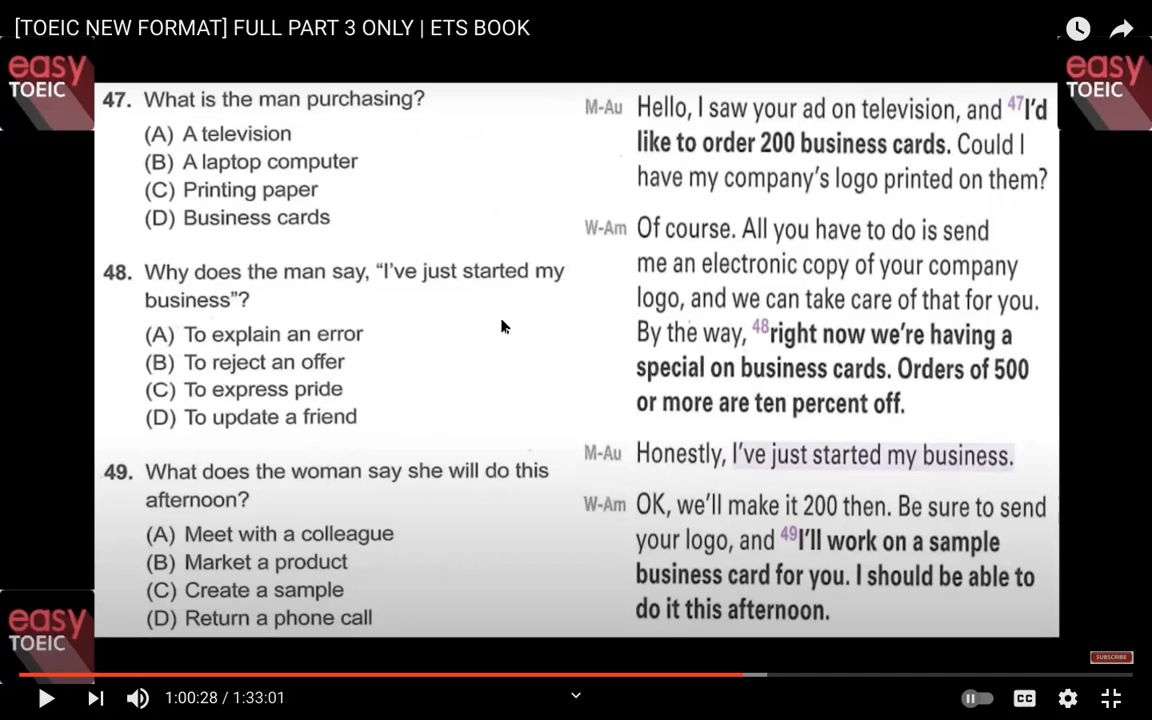 [TOEIC NEW FORMAT] FULL PART 3 ONLY | ETS BOOK
easy
TOEIC
easy
TOEIC
47. What is the man purchasing?
(A) A television
(B) A laptop computer
(C) Printing paper
(D) Business cards
48. Why does the man say, “I’ve just started my
business”?
(A) To explain an error
(B) To reject an offer
(C) To express pride
(D) To update a friend
49. What does the woman say she will do this
afternoon?
(A) Meet with a colleague
(B) Market a product
(C) Create a sample
(D) Return a phone call
M-Au Hello, I saw your ad on television, and 47I’d
like to order 200 business cards. Could I
have my company’s logo printed on them?
W-Am Of course. All you have to do is send
me an electronic copy of your company
logo, and we can take care of that for you.
By the way, 48right now we’re having a
special on business cards. Orders of 500
or more are ten percent off.
M-Au Honestly, I’ve just started my business.
W-Am OK, we’ll make it 200 then. Be sure to send
your logo, and 49I’ll work on a sample
business card for you. I should be able to
do it this afternoon.
easy
TOEIC
SUBSCRIBE
1:00:28 / 1:33:01
CC